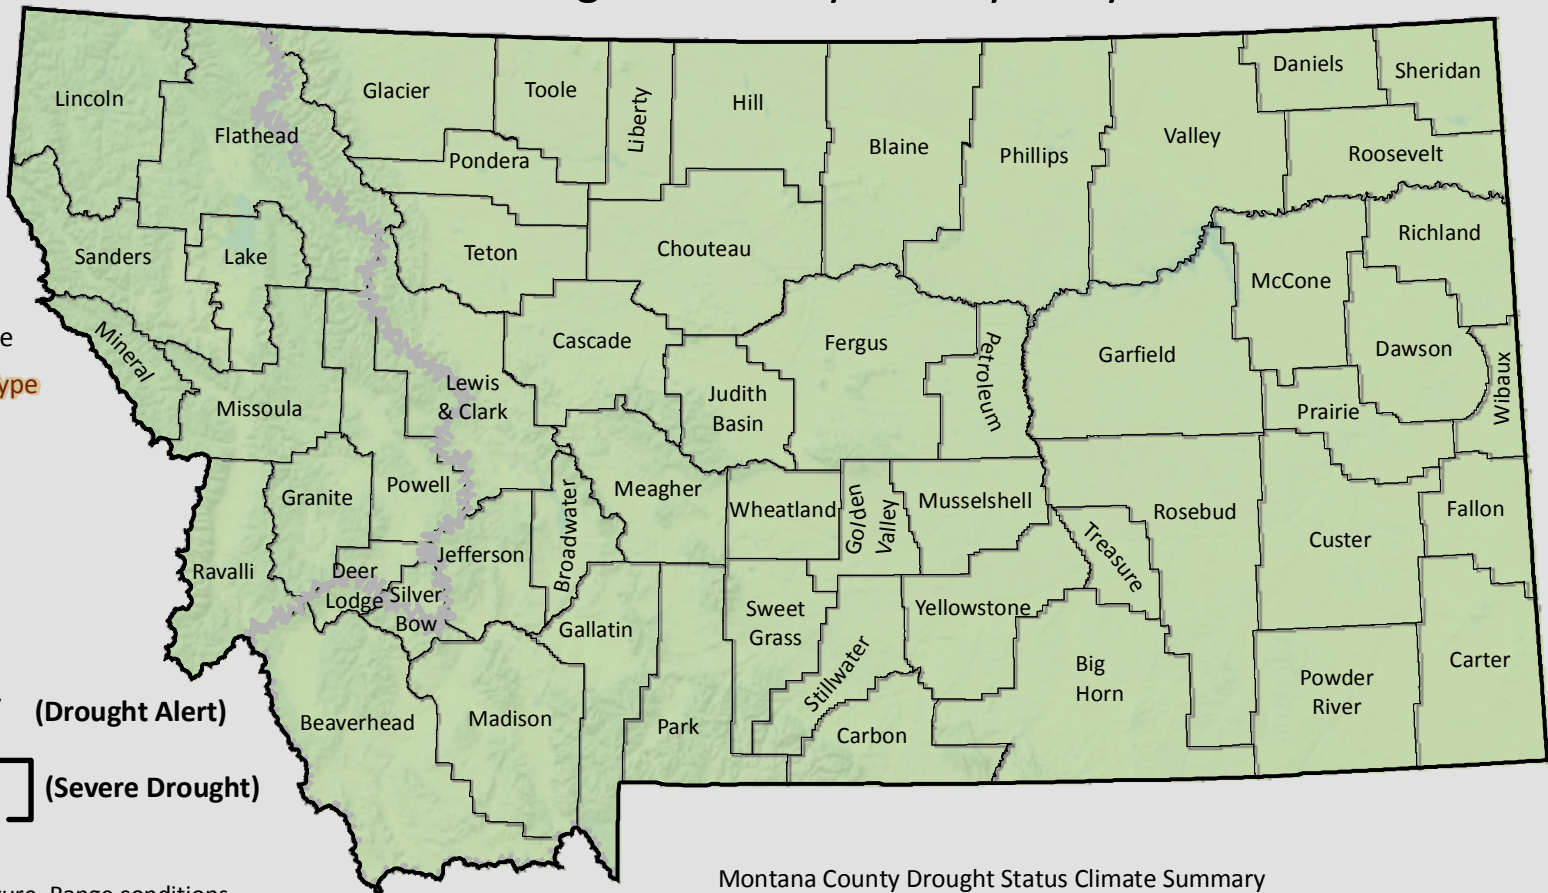 Lincoln
Flathead
Glacier
Toole
Liberty
Hill
Blaine
Phillips
Valley
Daniels
Sheridan
Roosevelt
Pondera
Sanders
Lake
Teton
Chouteau
Richland
McCone
Mineral
Missoula
Lewis
& Clark
Cascade
Judith
Basin
Fergus
Petroleum
Garfield
Dawson
Prairie
Wibaux
Granite
Powell
Meagher
Wheatland
Golden
Valley
Musselshell
Rosebud
Treasure
Custer
Fallon
Ravalli
Deer
Lodge
Silver
Bow
Jefferson
Broadwater
Gallatin
Sweet
Grass
Stillwater
Yellowstone
Big
Horn
Powder
River
Carter
Beaverhead
Madison
Park
Carbon
(Drought Alert)
(Severe Drought)
Range conditions
Montana County Drought Status Climate Summary